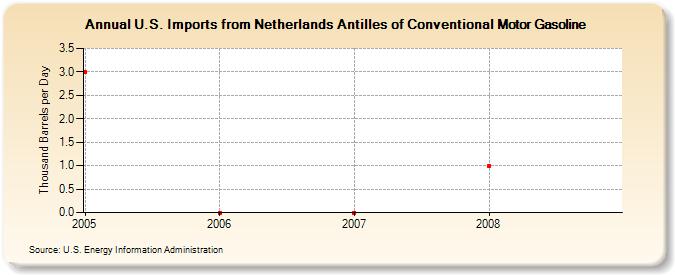 Annual U.S. Imports from Netherlands Antilles of Conventional Motor Gasoline
Thousand Barrels per Day
3.5
3.0
2.5
2.0
1.5
1.0
0.5
0.0
2005 2006 2007 2008
Source: U.S. Energy Information Administration